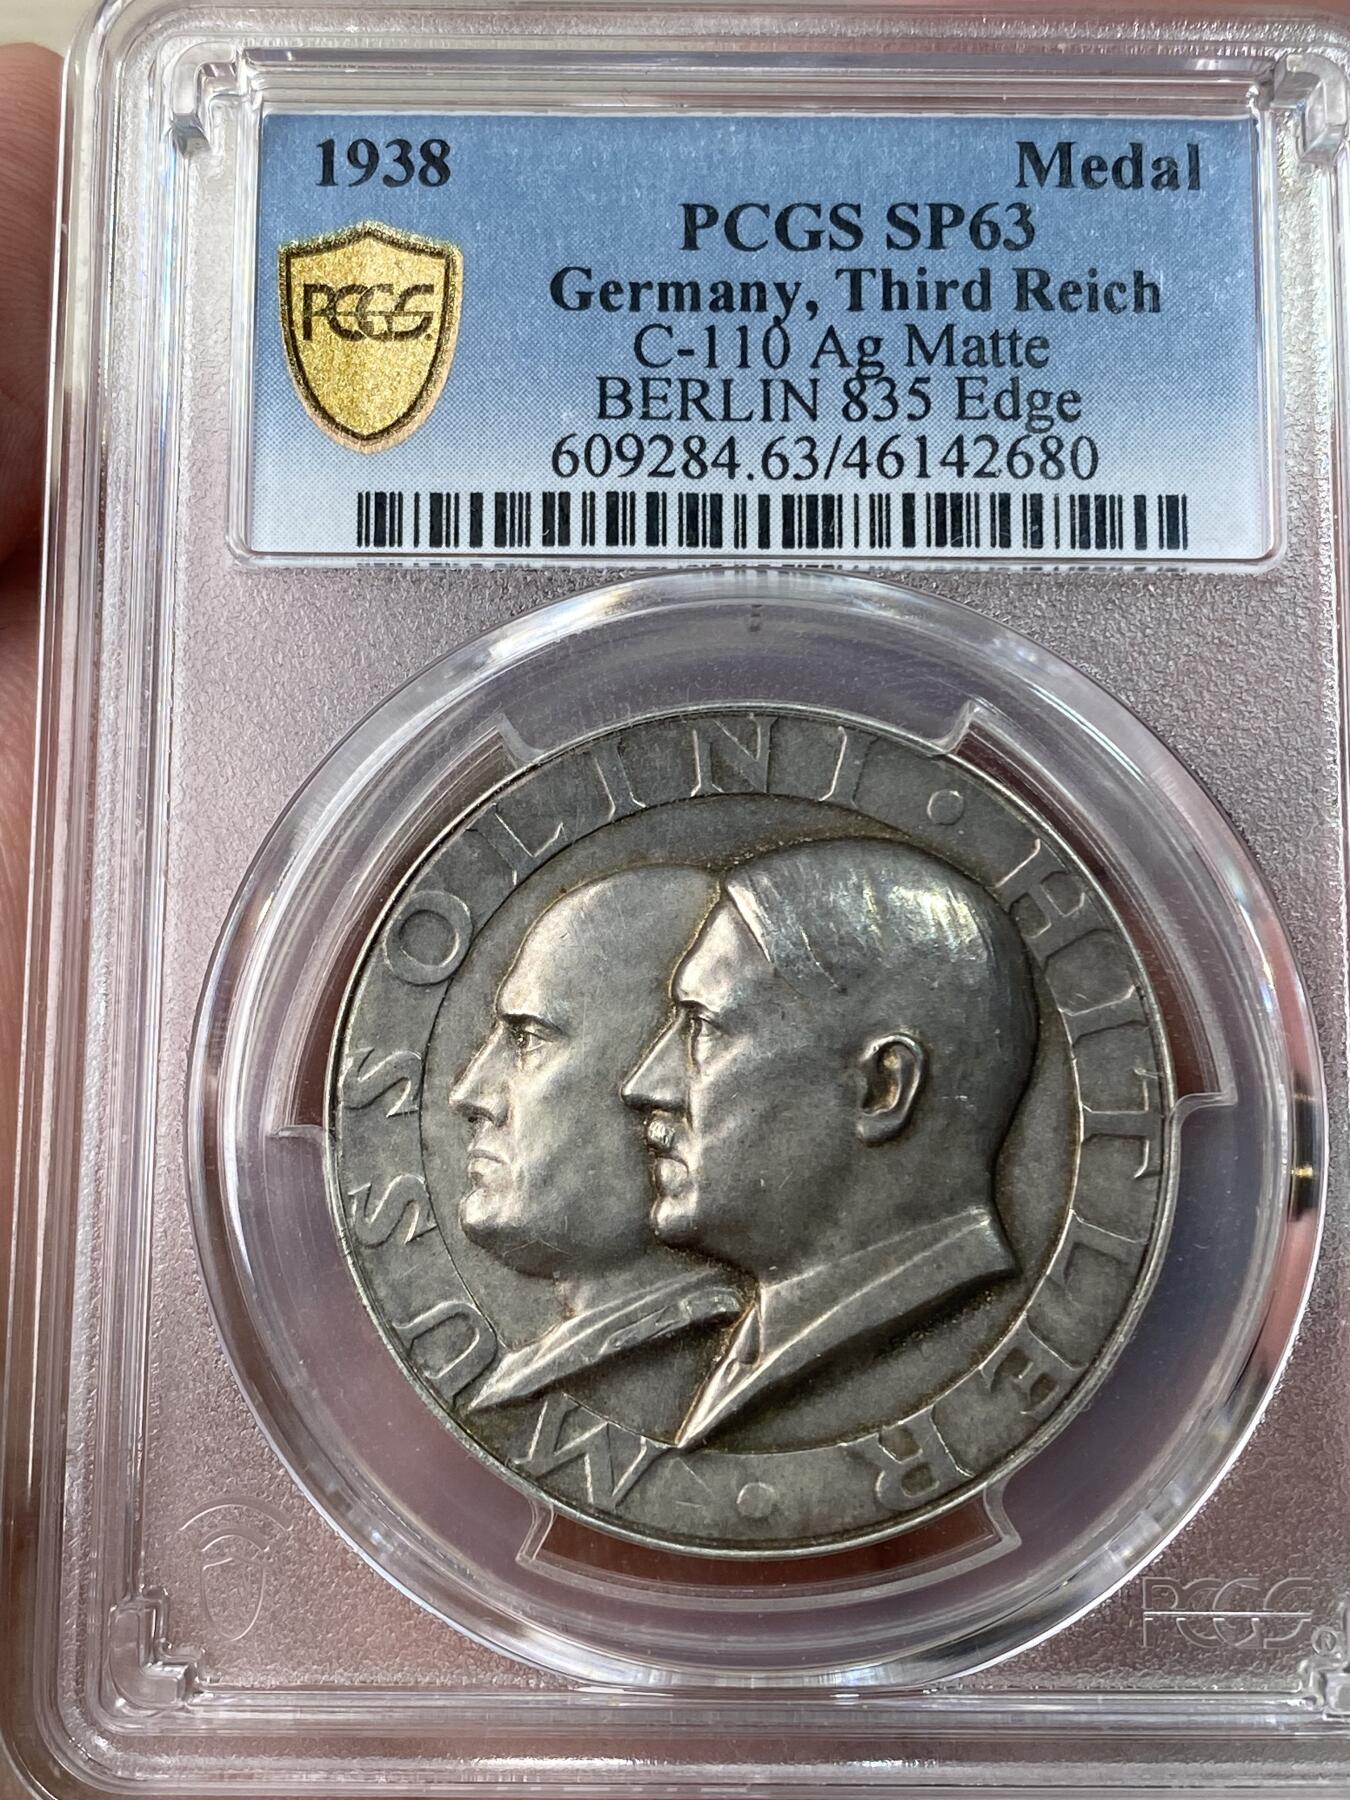 1938 Medal
PCGS SP63
PCGS
Germany, Third Reich
C-110 Ag Matte
BERLIN 835 Edge
609284.63/46142680
MUSSOLINI · HITLER ·
PCGS